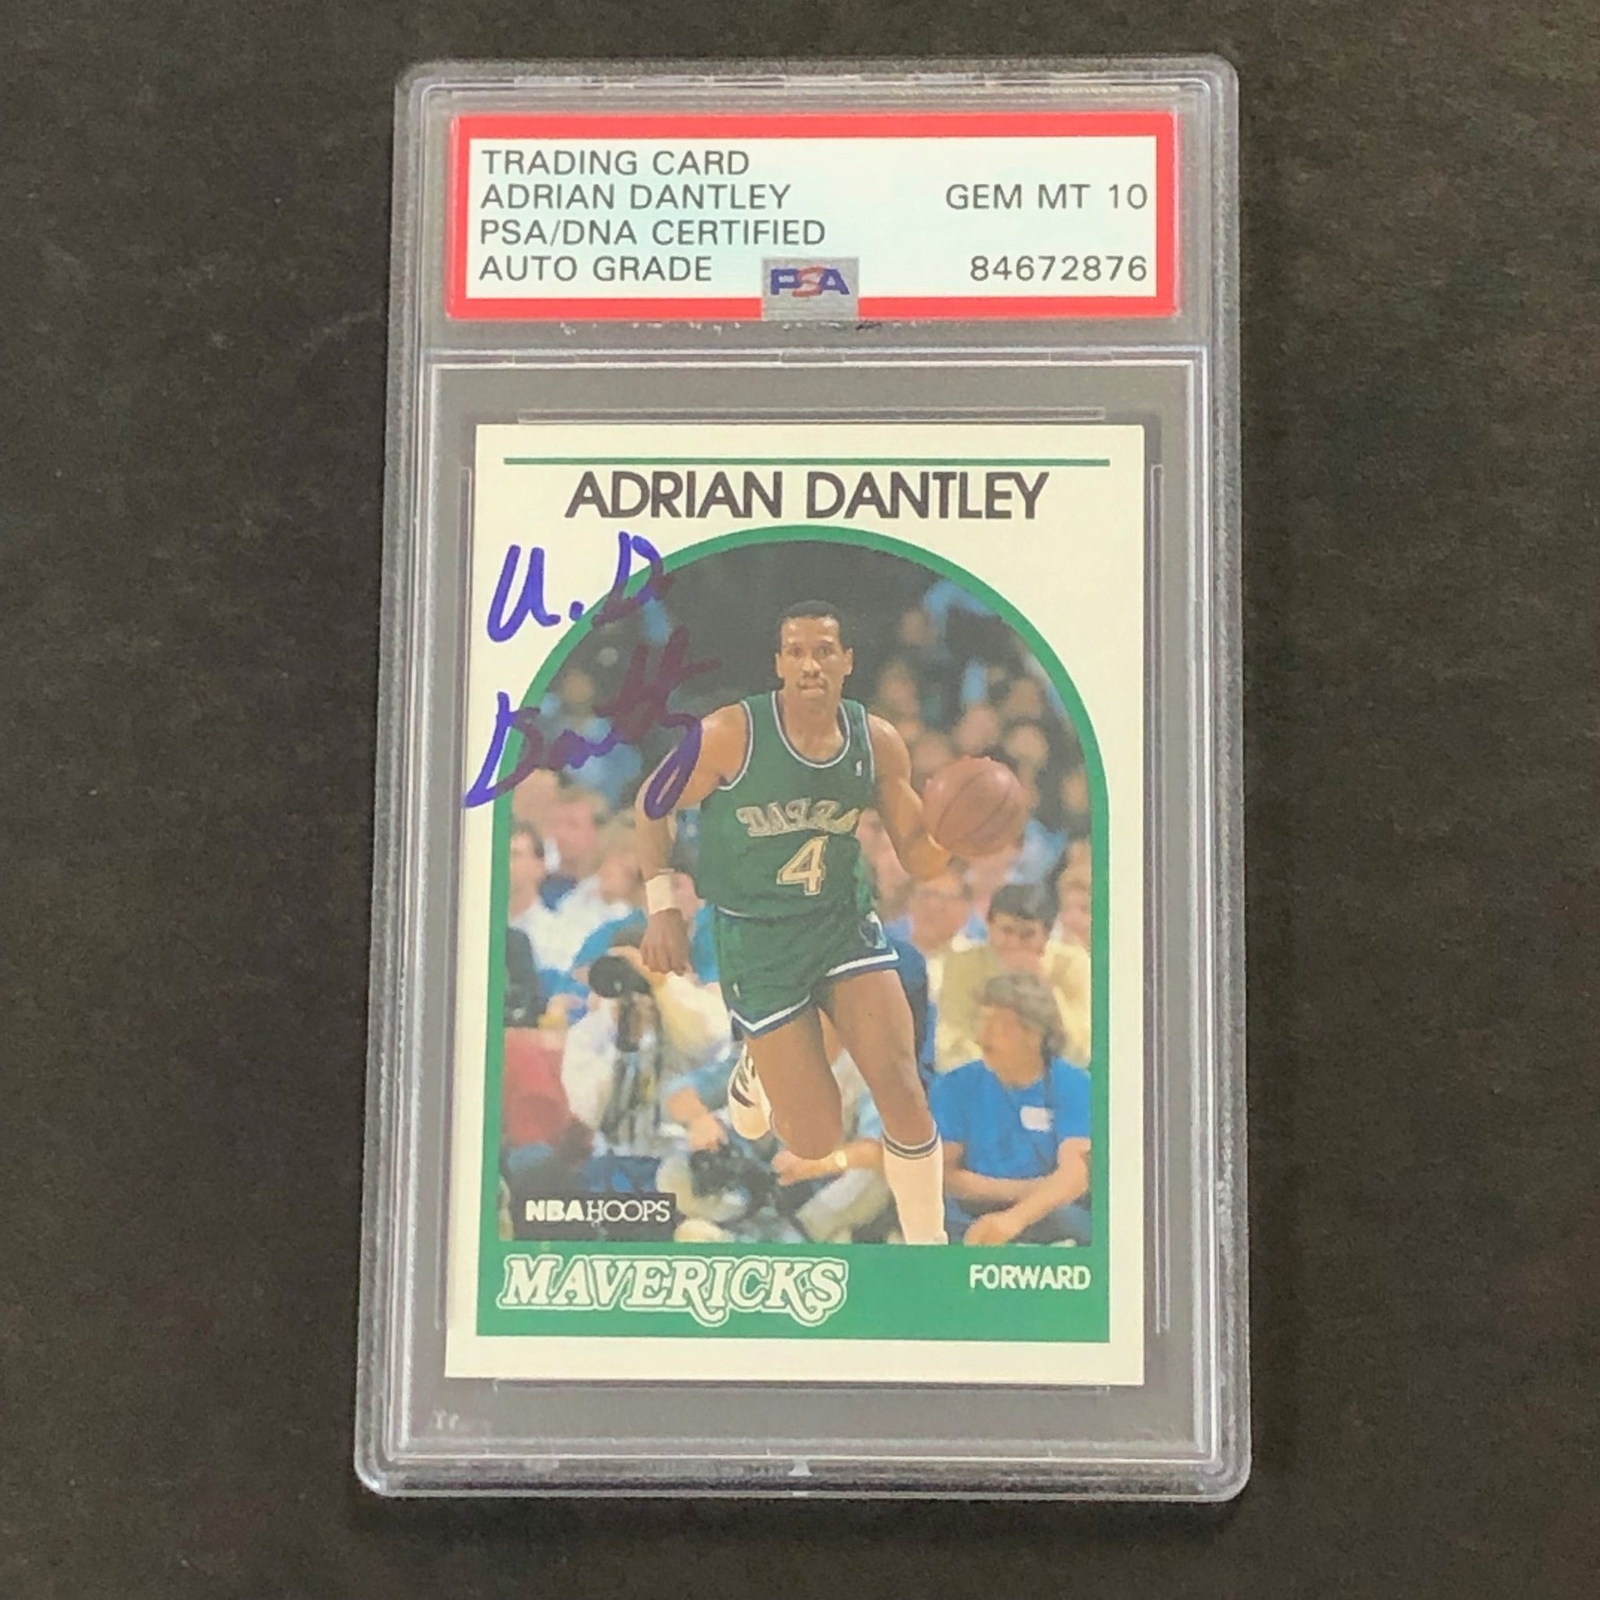 TRADING CARD
ADRIAN DANTLEY GEM MT 10
PSA/DNA CERTIFIED
AUTO GRADE PSA 84672876
ADRIAN DANTLEY
A.D
Dantley
DALLAS
4
NBA HOOPS
MAVERICKS FORWARD